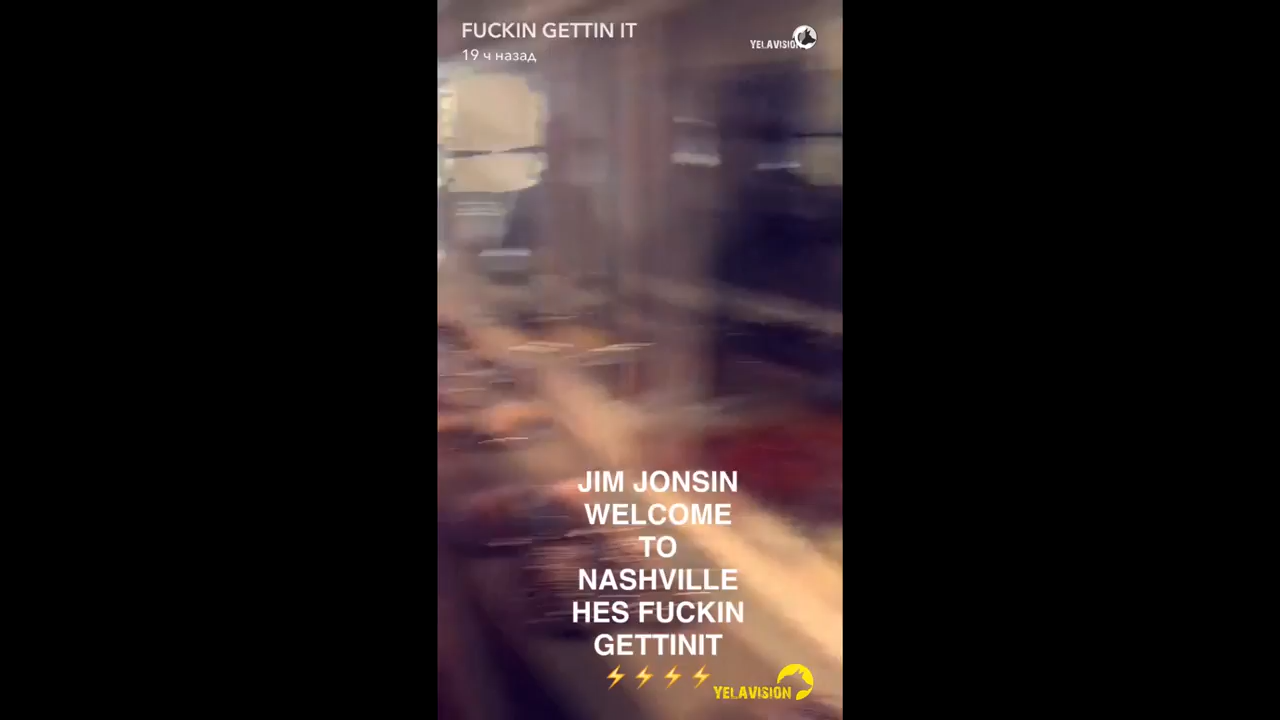 FUCKIN GETTIN IT
19 ч назад
YELAVISION
JIM JONSIN
WELCOME
TO
NASHVILLE
HES FUCKIN
GETTINIT
⚡⚡⚡⚡
YELAVISION